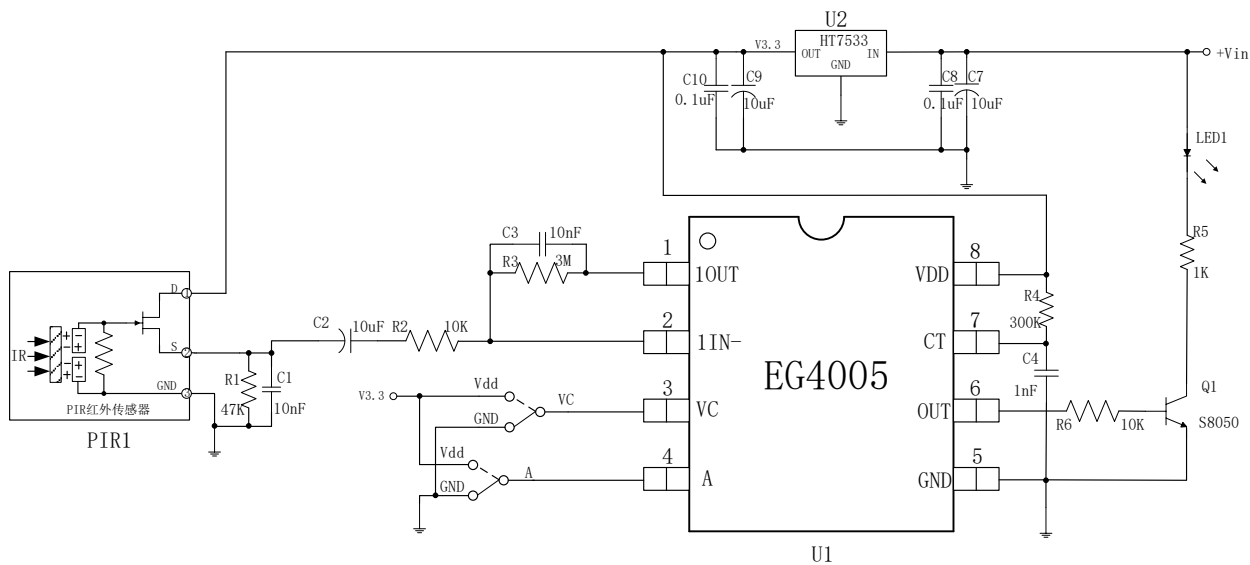 U2
HT7533
V3.3
OUT
IN
GND
+Vin
C10
0.1uF
C9
10uF
C8
0.1uF
C7
10uF
LED1
R5
1K
C3
10nF
R3
3M
1
1OUT
8
VDD
R4
300K
D
1
C2
10uF
R2
10K
2
1IN-
7
CT
C4
1nF
IR
S
2
EG4005
GND
3
R1
47K
C1
10nF
PIR红外传感器
PIR1
V3.3
Vdd
GND
VC
3
VC
6
OUT
R6
10K
Q1
S8050
Vdd
GND
A
4
A
5
GND
U1